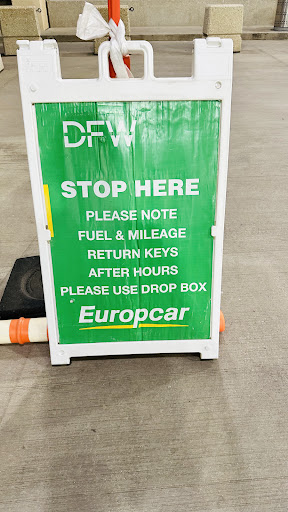 DFW
STOP HERE
PLEASE NOTE
FUEL & MILEAGE
RETURN KEYS
AFTER HOURS
PLEASE USE DROP BOX
Europcar